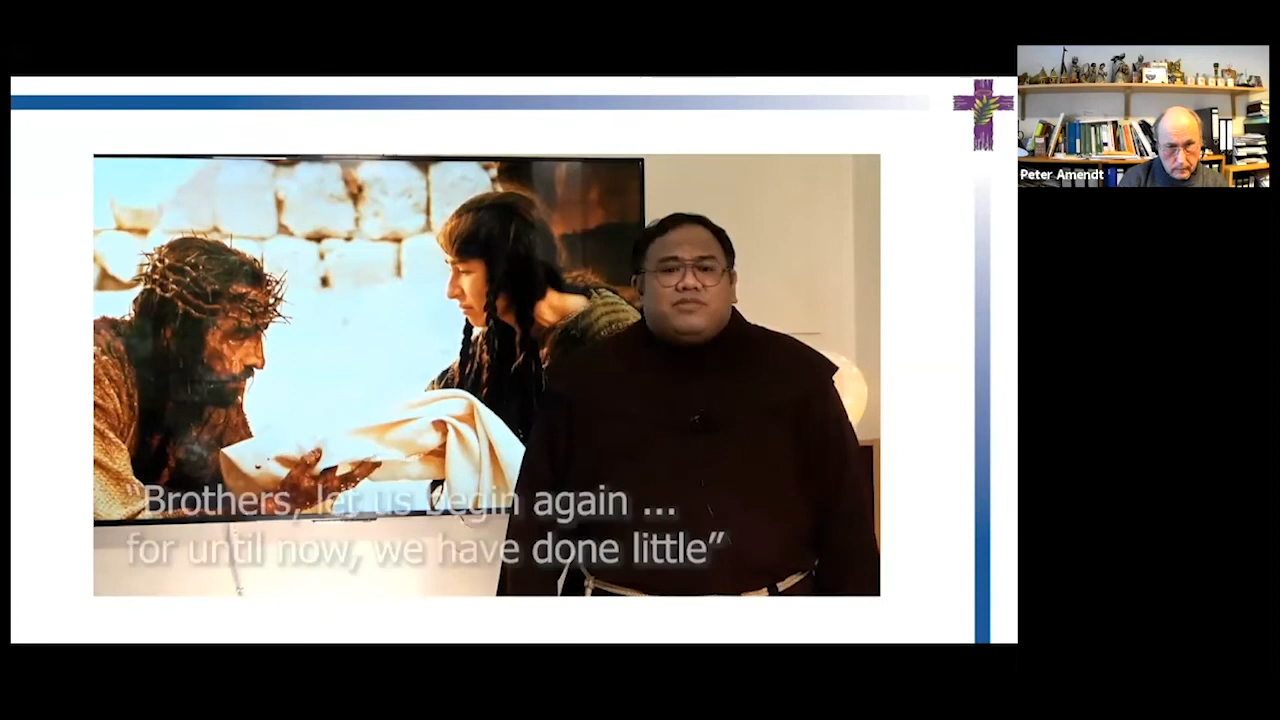 Peter Amendt
“Brothers, let us begin again ...
for until now, we have done little”